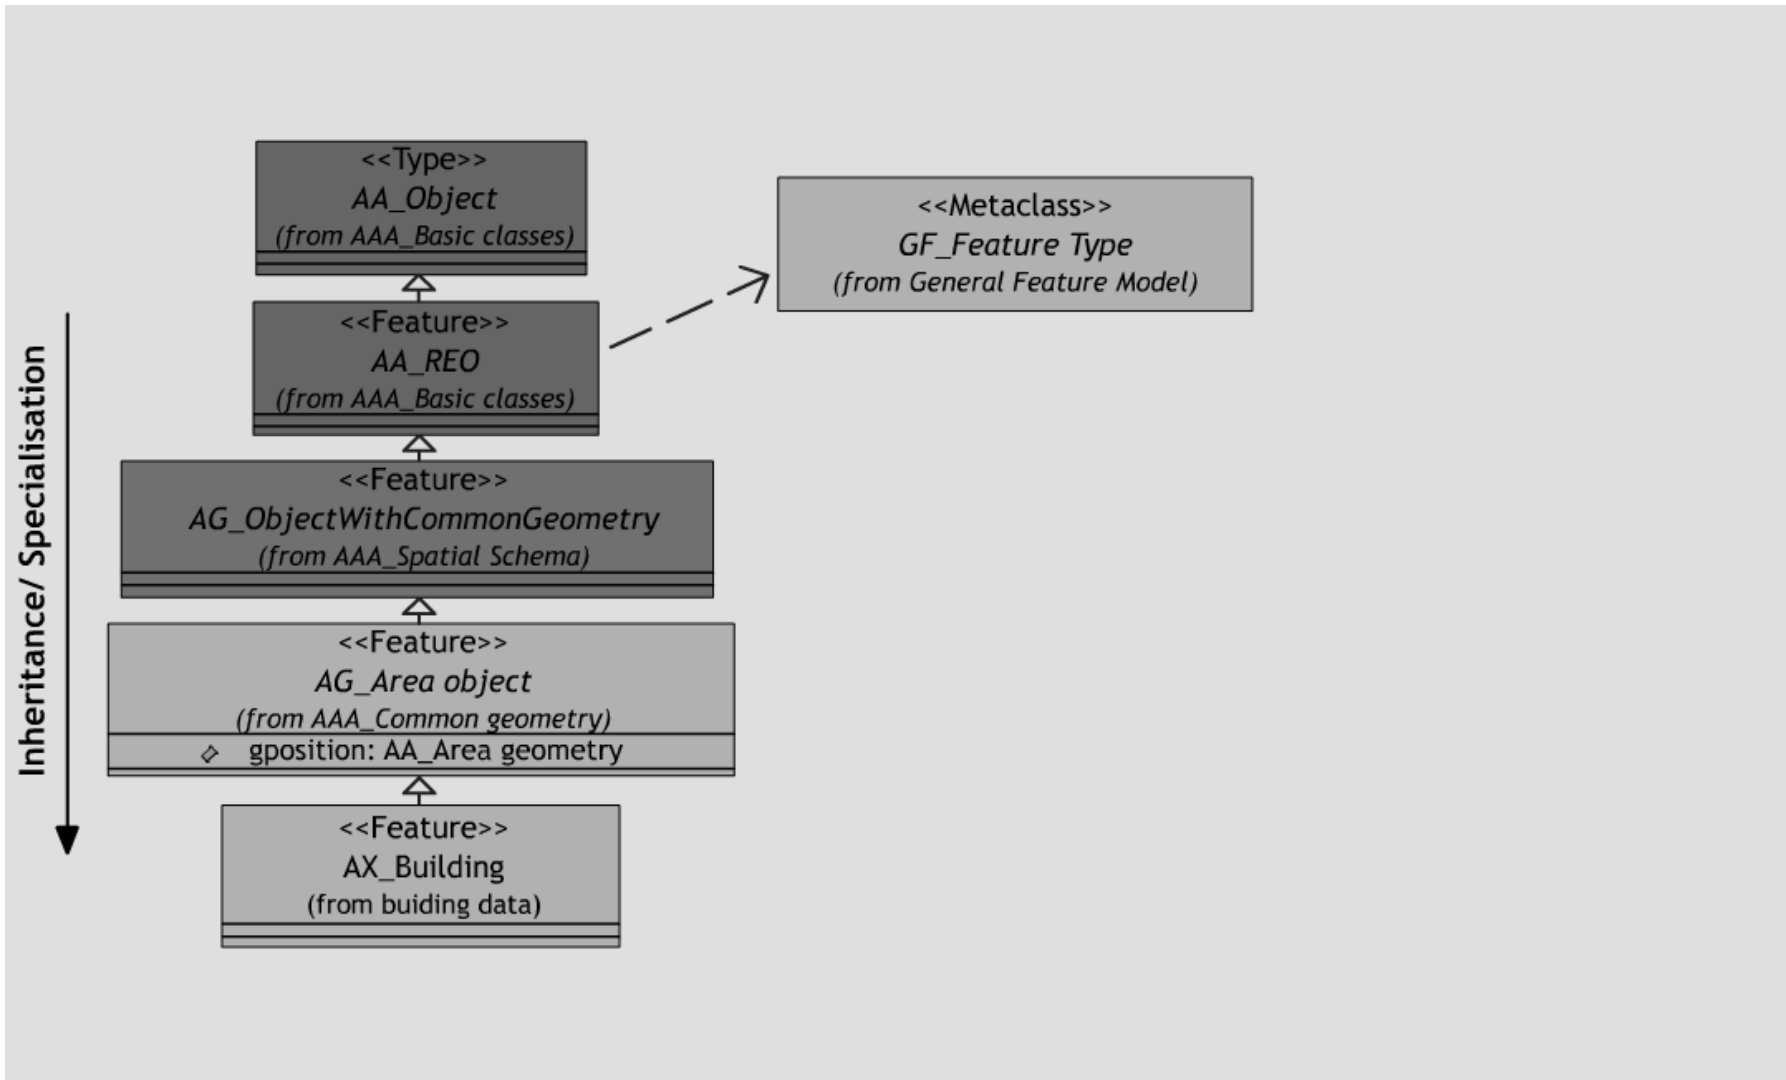 <<Type>>
AA_Object
(from AAA_Basic classes)
<<Metaclass>>
GF_Feature Type
(from General Feature Model)
<<Feature>>
AA_REO
(from AAA_Basic classes)
<<Feature>>
AG_ObjectWithCommonGeometry
(from AAA_Spatial Schema)
<<Feature>>
AG_Area object
(from AAA_Common geometry)
gposition: AA_Area geometry
<<Feature>>
AX_Building
(from buiding data)
Inheritance/ Specialisation